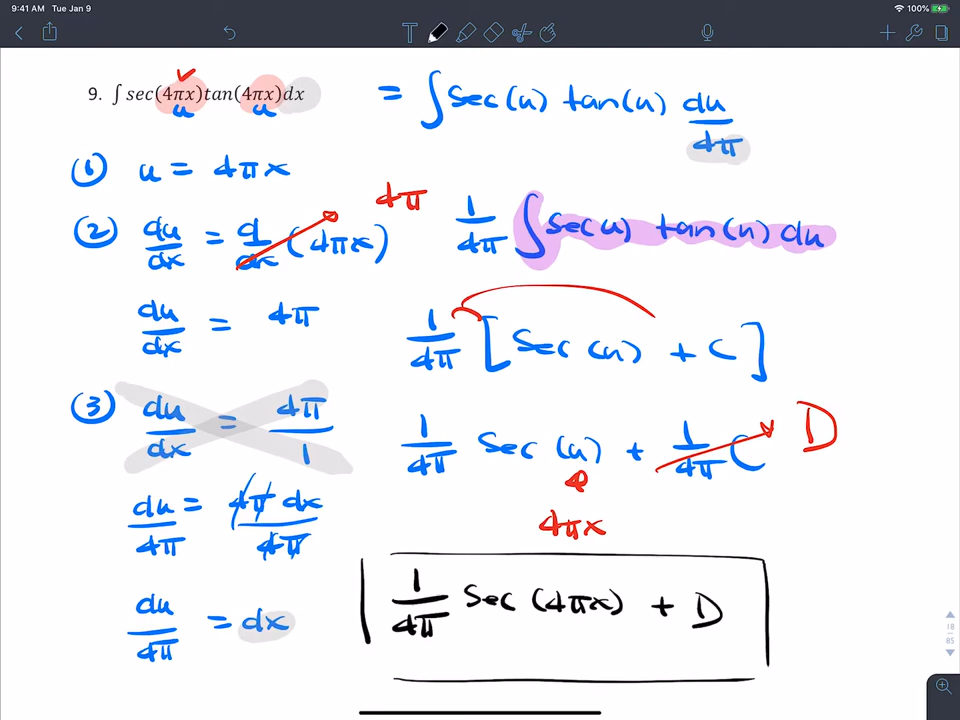 9:41 AM Tue Jan 9
100%
9. ∫ sec(4πx)tan(4πx)dx
u u
= ∫ sec(u) tan(u) du/4π
① u = 4πx
② du/dx = d/dx (4πx) 4π
du/dx = 4π
③ du/dx = 4π/1
du/4π = 4π dx/4π
du/4π = dx
1/4π ∫ sec(u) tan(u) du
1/4π [sec(u) + C]
1/4π sec(u) + 1/4π C D
4πx
1/4π sec(4πx) + D
18
85